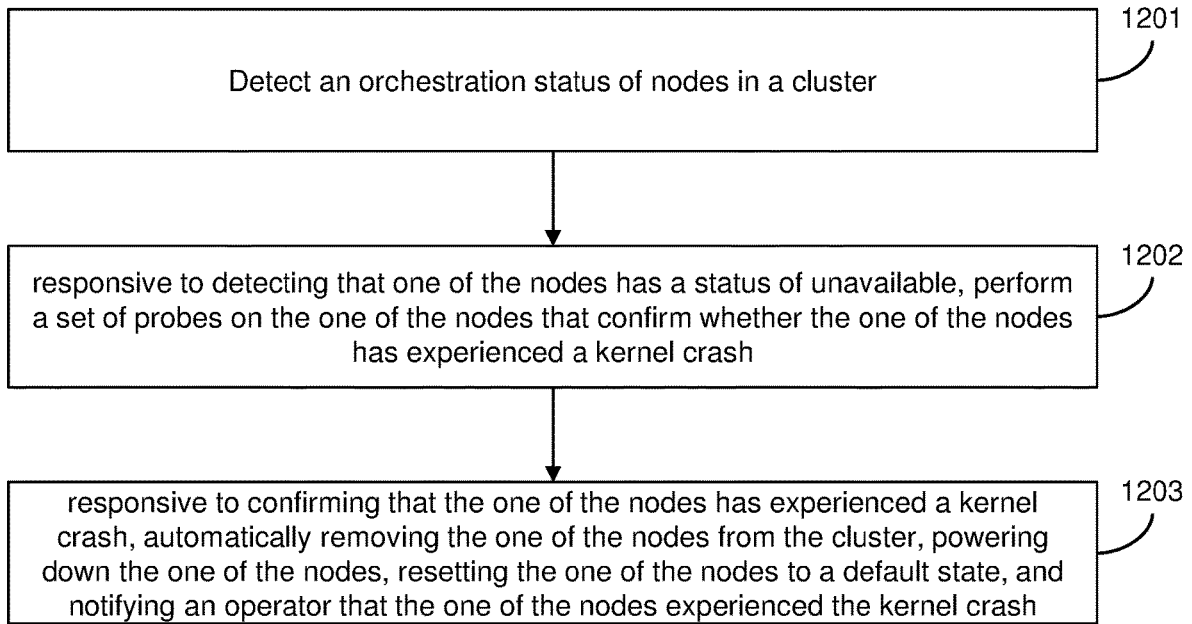 1201
Detect an orchestration status of nodes in a cluster
1202
responsive to detecting that one of the nodes has a status of unavailable, perform
a set of probes on the one of the nodes that confirm whether the one of the nodes
has experienced a kernel crash
1203
responsive to confirming that the one of the nodes has experienced a kernel
crash, automatically removing the one of the nodes from the cluster, powering
down the one of the nodes, resetting the one of the nodes to a default state, and
notifying an operator that the one of the nodes experienced the kernel crash